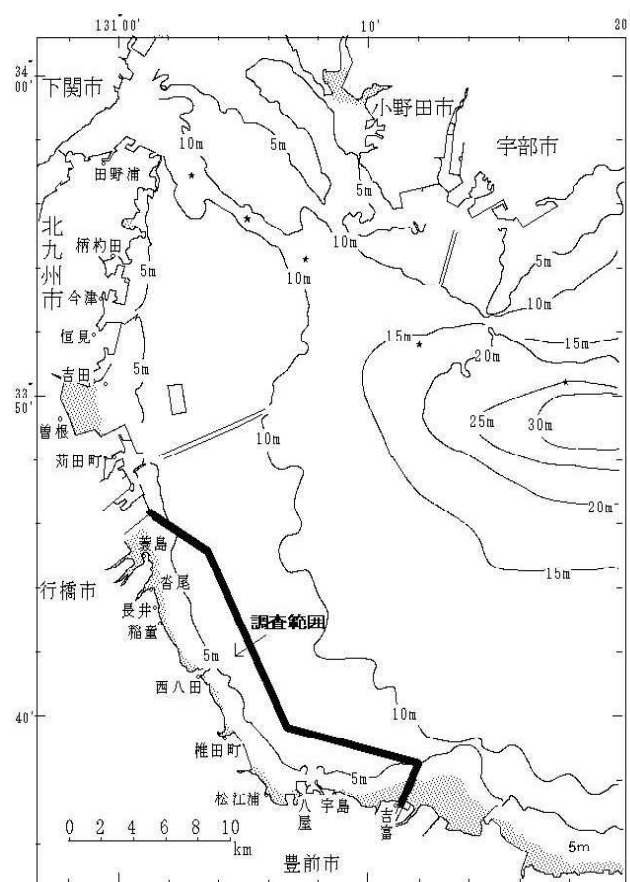 131°00′
10′
20
34°
00′
下関市
小野田市
宇部市
10m
5m
5m
田野浦
北九州市
柄杓田
5m
10m
5m
10m
今津
10m
恒見
15m
15m
20m
吉田
5m
33°
50′
25m
30m
曽根
10m
苅田町
20m
蓑島
15m
行橋市
沓尾
長井
稲童
調査範囲
5m
西八田
40′
10m
椎田町
5m
松江浦
八屋
宇島
吉富
0 2 4 6 8 10
km
豊前市
5m